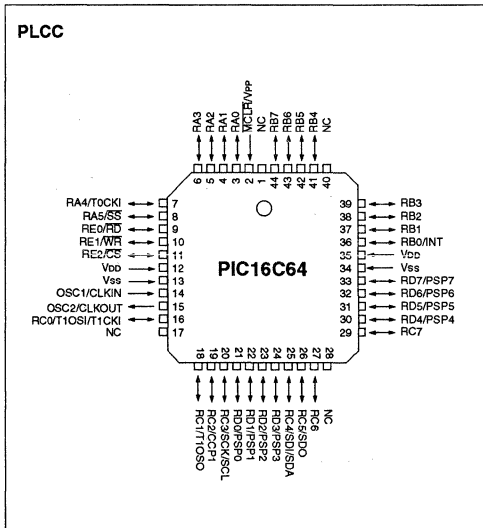 PLCC
RA3
RA2
RA1
RA0
MCLR/VPP
NC
RB7
RB6
RB5
RB4
NC
6 5 4 3 2 1 44 43 42 41 40
RA4/T0CKI 7
RA5/SS 8
RE0/RD 9
RE1/WR 10
RE2/CS 11
VDD 12
VSS 13
OSC1/CLKIN 14
OSC2/CLKOUT 15
RC0/T1OSI/T1CKI 16
NC 17
PIC16C64
39 RB3
38 RB2
37 RB1
36 RB0/INT
35 VDD
34 VSS
33 RD7/PSP7
32 RD6/PSP6
31 RD5/PSP5
30 RD4/PSP4
29 RC7
18 19 20 21 22 23 24 25 26 27 28
RC1/T1OSO
RC2/CCP1
RC3/SCK/SCL
RD0/PSP0
RD1/PSP1
RD2/PSP2
RD3/PSP3
RC4/SDI/SDA
RC5/SDO
RC6
NC